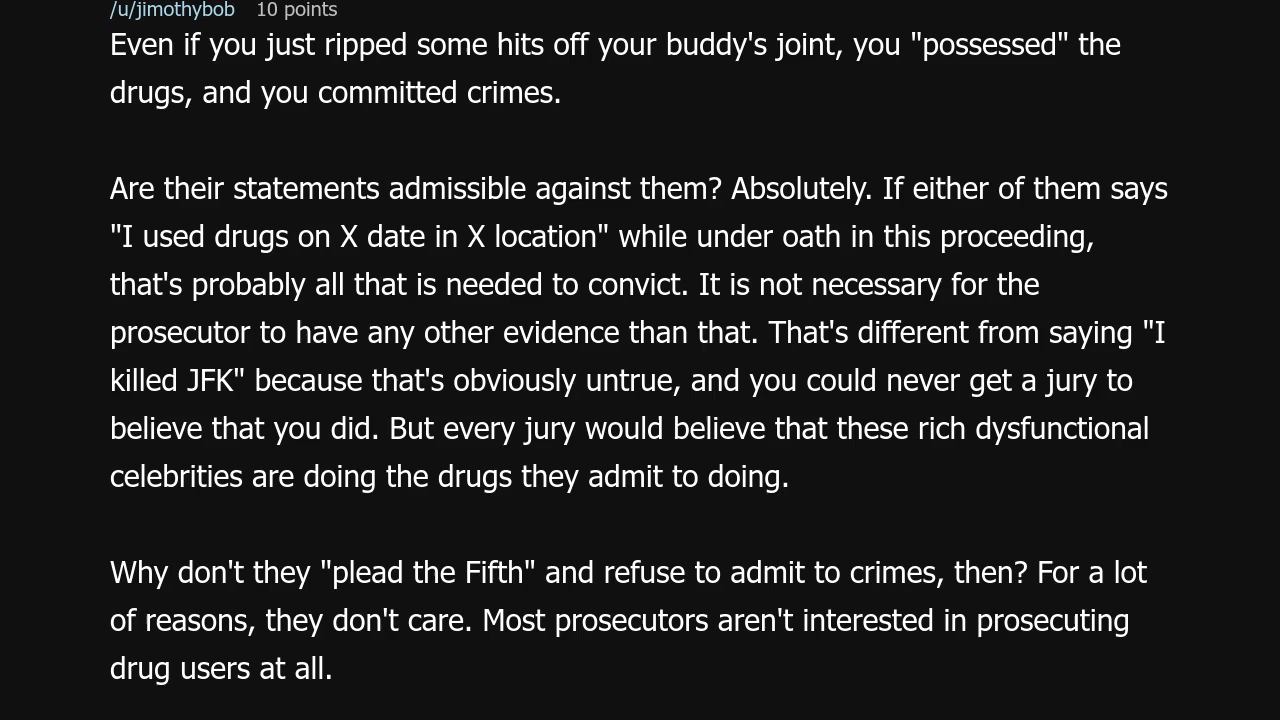 /u/jimothybob 10 points
Even if you just ripped some hits off your buddy's joint, you "possessed" the
drugs, and you committed crimes.
Are their statements admissible against them? Absolutely. If either of them says
"I used drugs on X date in X location" while under oath in this proceeding,
that's probably all that is needed to convict. It is not necessary for the
prosecutor to have any other evidence than that. That's different from saying "I
killed JFK" because that's obviously untrue, and you could never get a jury to
believe that you did. But every jury would believe that these rich dysfunctional
celebrities are doing the drugs they admit to doing.
Why don't they "plead the Fifth" and refuse to admit to crimes, then? For a lot
of reasons, they don't care. Most prosecutors aren't interested in prosecuting
drug users at all.